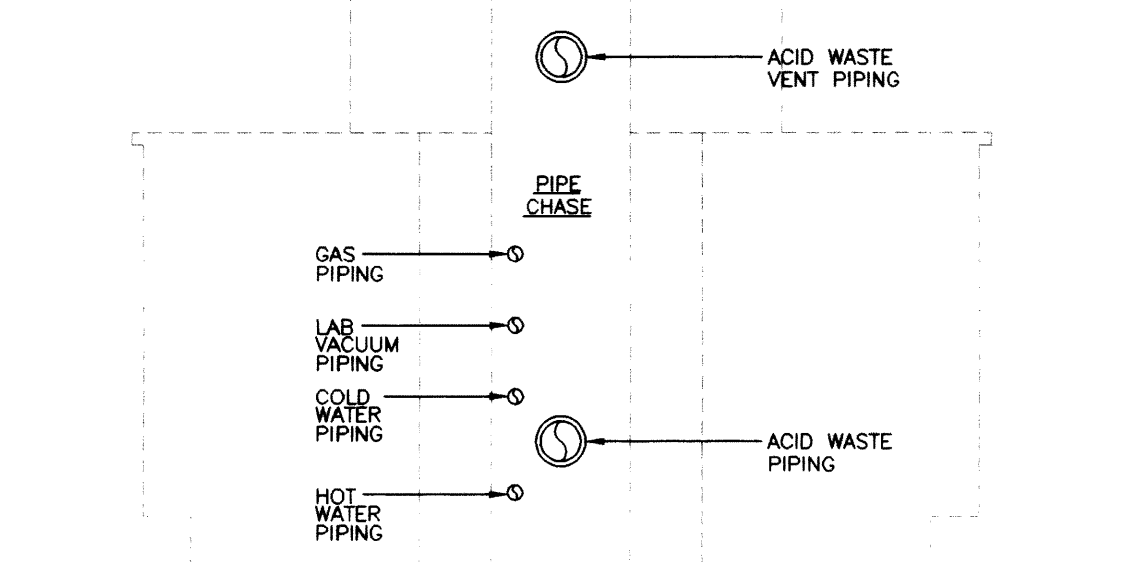 ACID WASTE
VENT PIPING
PIPE
CHASE
GAS
PIPING
LAB
VACUUM
PIPING
COLD
WATER
PIPING
ACID WASTE
PIPING
HOT
WATER
PIPING